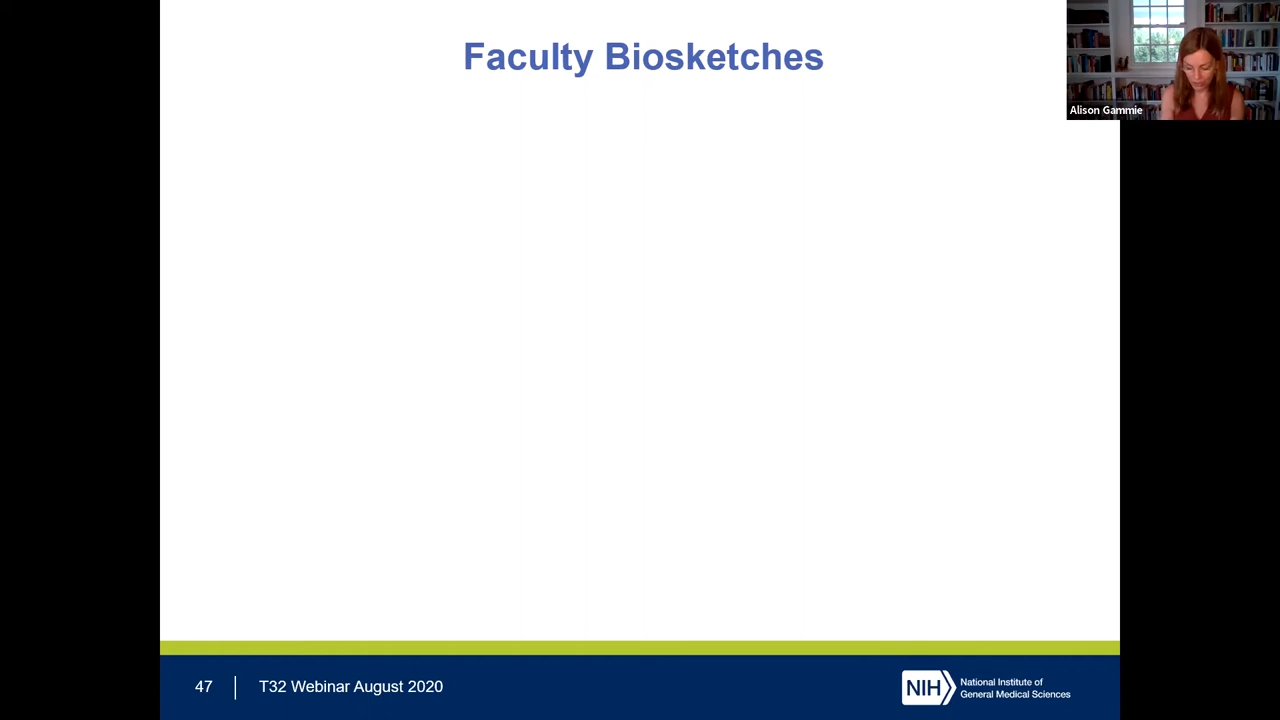 Faculty Biosketches
Alison Gammie
47
T32 Webinar August 2020
NIH
National Institute of
General Medical Sciences